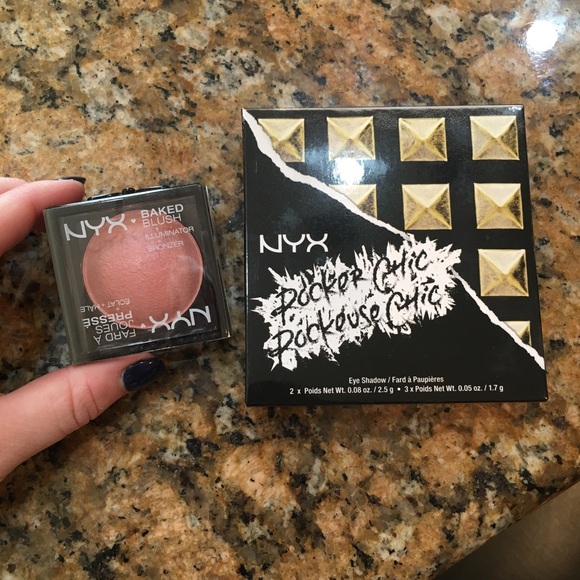 NYX
BAKED
BLUSH
ILLUMINATOR
BRONZER
FARD À
JOUES
PRESSÉ
ÉCLAT + HÂLE
NYX
NYX
Rocker Chic
Rockeuse Chic
Eye Shadow / Fard à Paupières
2 x Poids Net Wt. 0.08 oz. / 2.5 g • 3 x Poids Net Wt. 0.05 oz. / 1.7 g